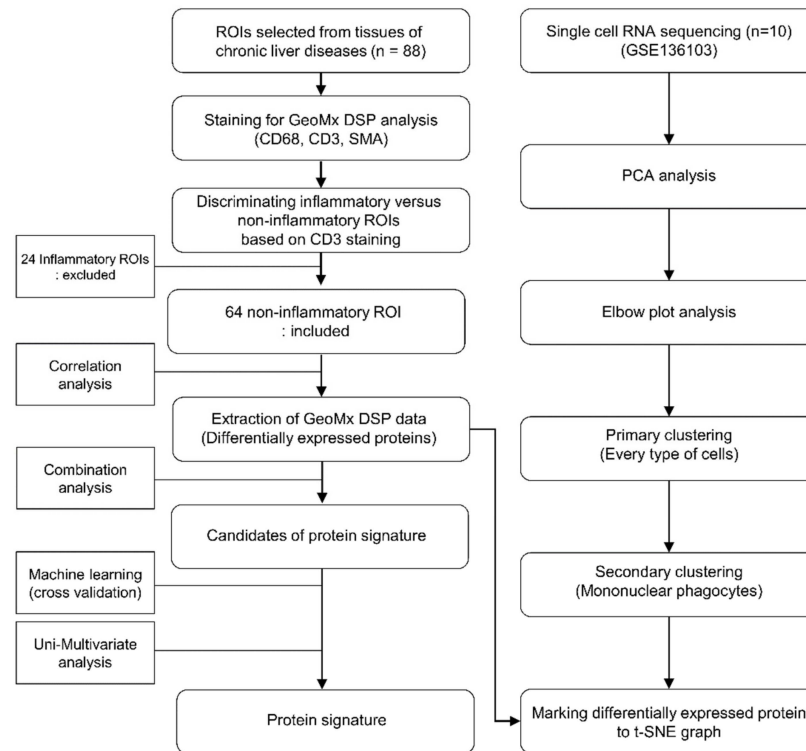 ROIs selected from tissues of
chronic liver diseases (n = 88)
Staining for GeoMx DSP analysis
(CD68, CD3, SMA)
Discriminating inflammatory versus
non-inflammatory ROIs
based on CD3 staining
24 Inflammatory ROIs
: excluded
64 non-inflammatory ROI
: included
Correlation
analysis
Extraction of GeoMx DSP data
(Differentially expressed proteins)
Combination
analysis
Candidates of protein signature
Machine learning
(cross validation)
Uni-Multivariate
analysis
Protein signature
Single cell RNA sequencing (n=10)
(GSE136103)
PCA analysis
Elbow plot analysis
Primary clustering
(Every type of cells)
Secondary clustering
(Mononuclear phagocytes)
Marking differentially expressed protein
to t-SNE graph